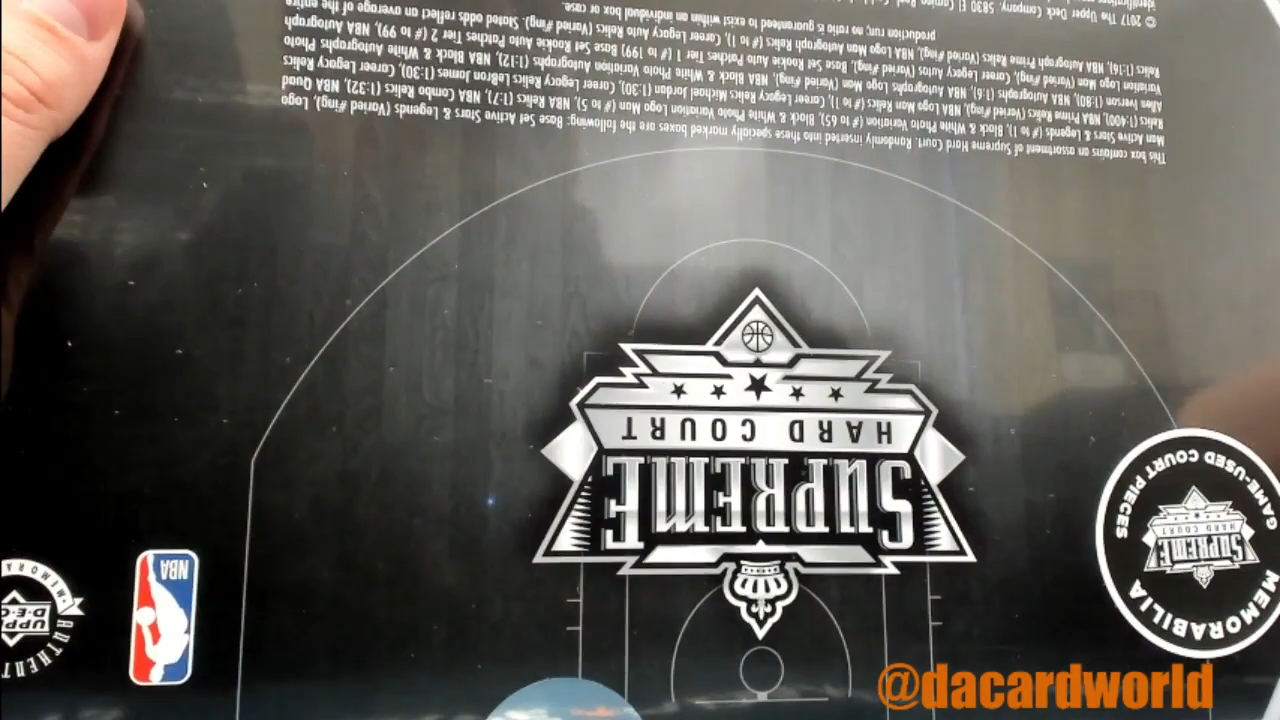 MEMORABILIA
SUPREME
HARD COURT
GAME-USED COURT PIECES
SUPREME
HARD COURT
NBA
This box contains an assortment of Supreme Hard Court. Randomly inserted into these specially marked boxes are the following: Base Set Active Stars & Legends (Varied #ing), Logo
Man Active Stars & Legends (# to 1), Black & White Photo Variation (# to 65), Black & White Photo Variation Logo Man (# to 5), NBA Relics (1:7), NBA Combo Relics (1:32), NBA Quad
Relics (1:400), NBA Prime Relics (Varied #ing), NBA Logo Man Relics (# to 1), Career Legacy Relics Michael Jordan (1:30), Career Legacy Relics LeBron James (1:30), Career Legacy Relics
Allen Iverson (1:80), NBA Autographs (1:6), NBA Autographs Logo Man (Varied #ing), NBA Black & White Photo Variation Autographs (1:12), NBA Black & White Autographs Photo
Variation Logo Man (Varied #ing), Career Legacy Autos (Varied #ing), Base Set Rookie Auto Patches Tier 1 (# to 199) Base Set Rookie Auto Patches Tier 2 (# to 99), NBA Autograph
Relics (1:16), NBA Autograph Prime Relics (Varied #ing), NBA Logo Man Autograph Relics (# to 1), Career Legacy Auto Relics (Varied #ing). Stated odds reflect an average of the entire
production run; no ratio is guaranteed to exist within an individual box or case.
© 2017 The Upper Deck Company, 5830 El Camino Real,
@dacardworld